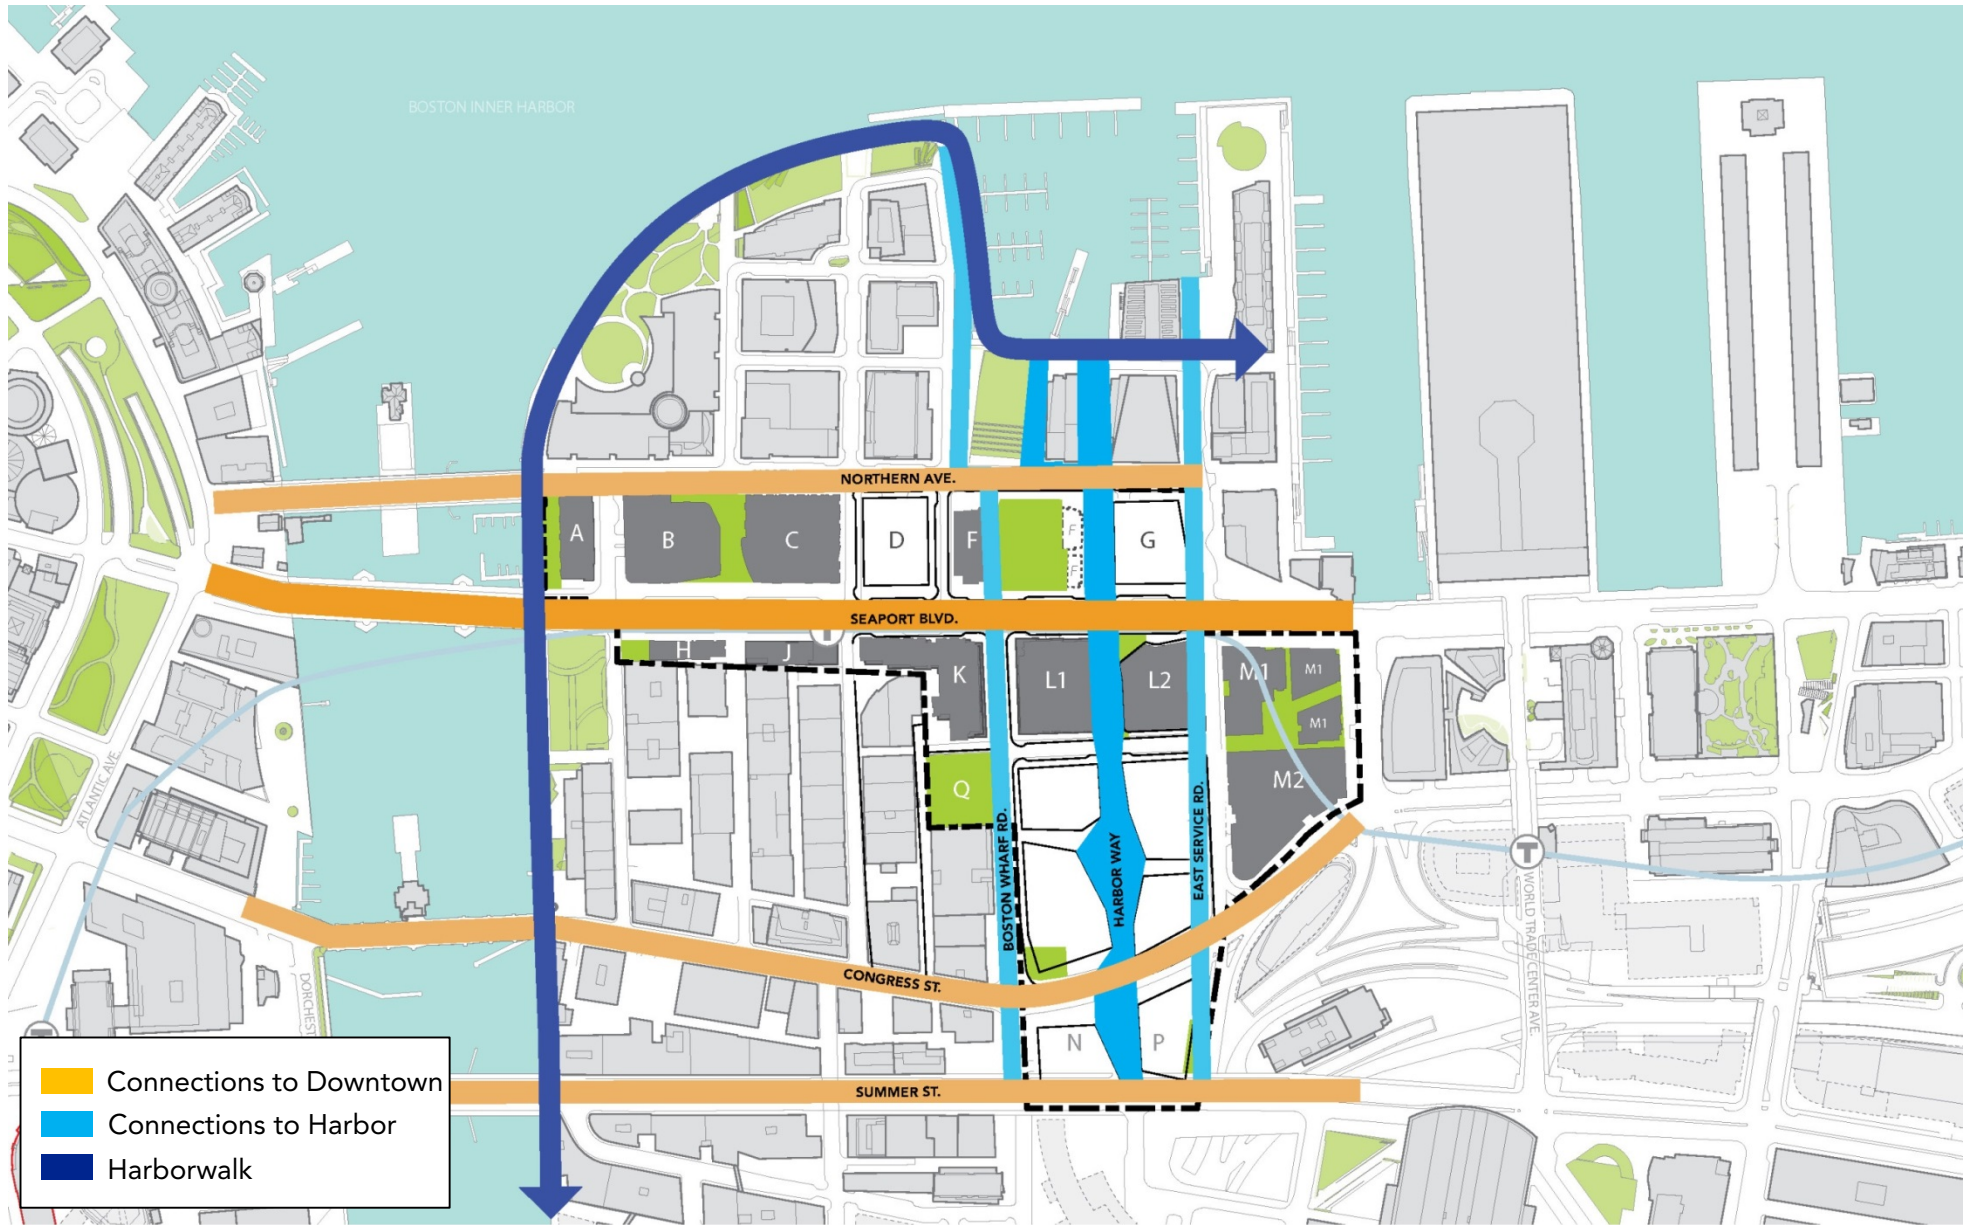 BOSTON INNER HARBOR
NORTHERN AVE.
A
B
C
D
F
F
F
G
SEAPORT BLVD.
T
H
J
K
L1
L2
M1
M1
M1
M2
Q
ATLANTIC AVE
BOSTON WHARF RD.
HARBOR WAY
EAST SERVICE RD.
T
WORLD TRADE CENTER AVE.
CONGRESS ST.
DORCHEST
T
N
P
SUMMER ST.
Connections to Downtown
Connections to Harbor
Harborwalk